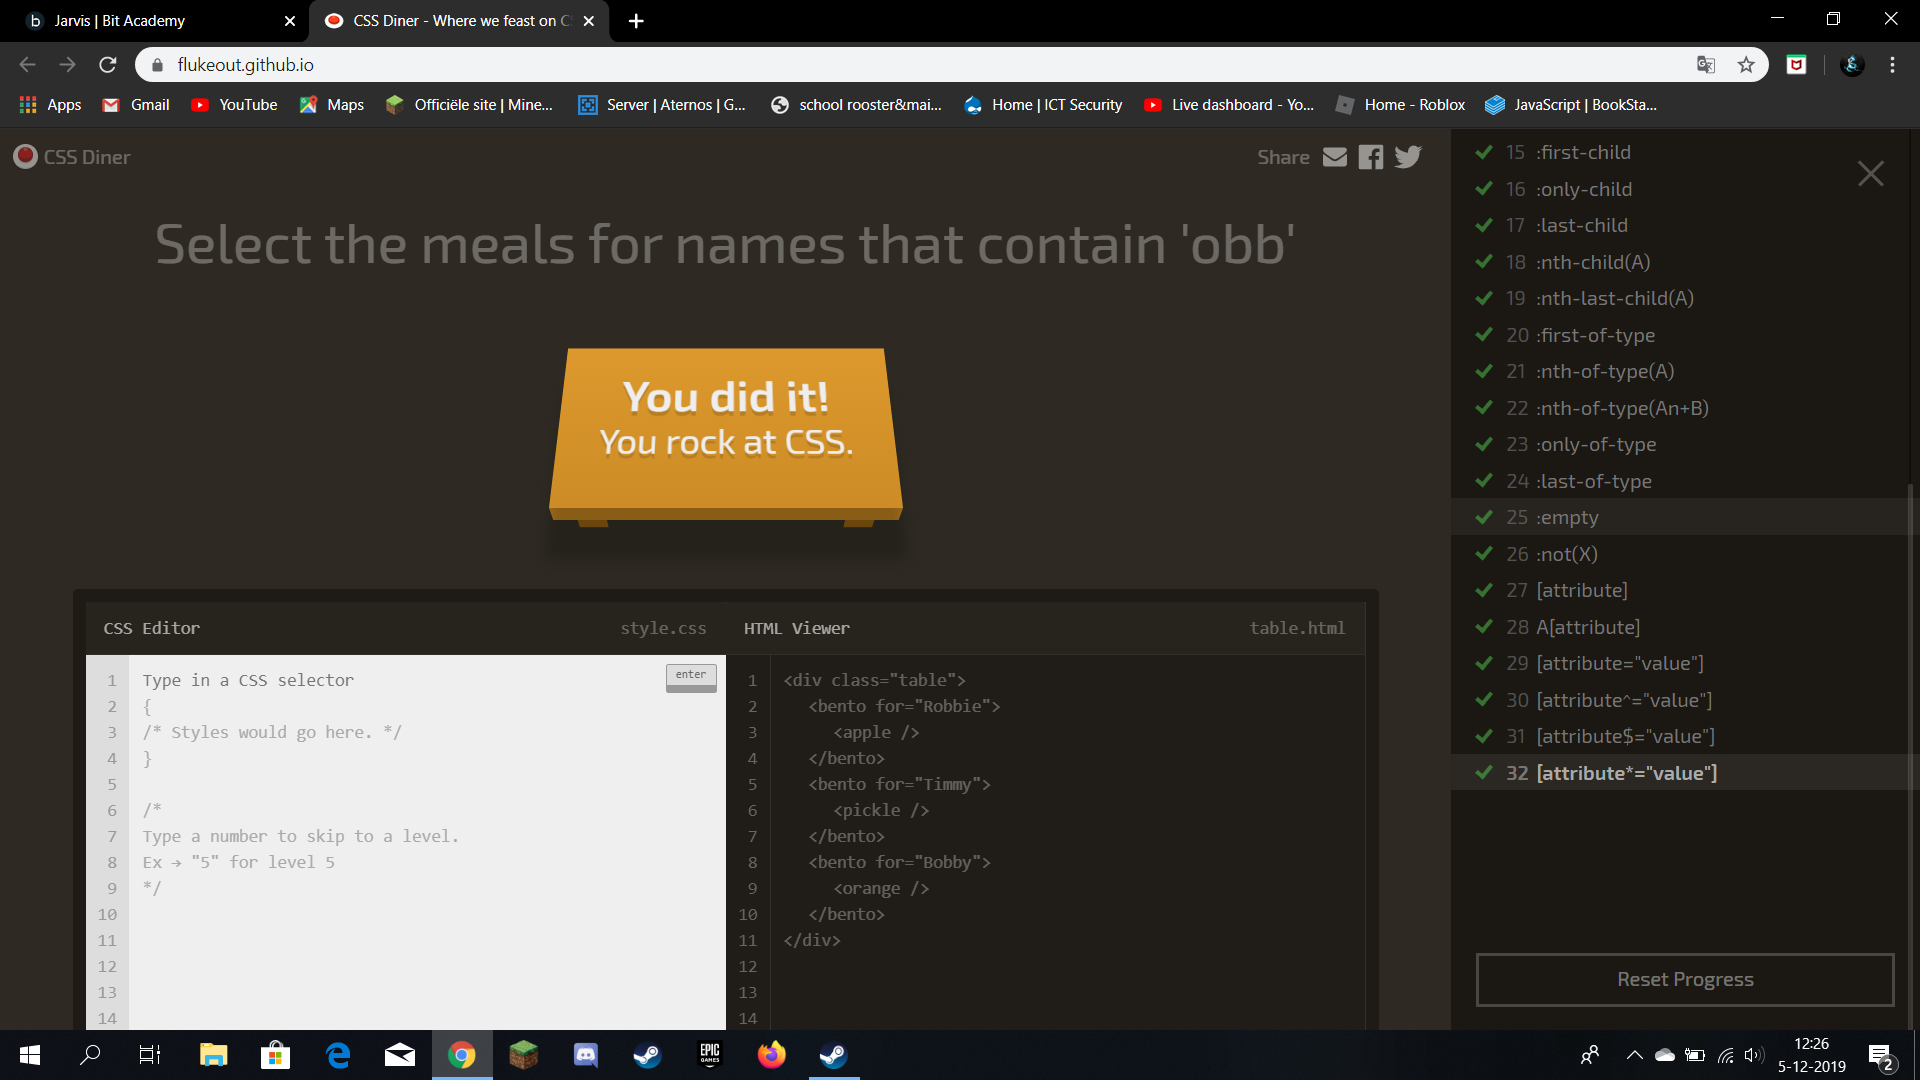 Jarvis | Bit Academy
CSS Diner - Where we feast on C
flukeout.github.io
Apps
Gmail
YouTube
Maps
Officiële site | Mine...
Server | Aternos | G...
school rooster&mai...
Home | ICT Security
Live dashboard - Yo...
Home - Roblox
JavaScript | BookSta...
CSS Diner
Share
Select the meals for names that contain 'obb'
You did it!
You rock at CSS.
CSS Editor
style.css
1 Type in a CSS selector
enter
2 {
3 /* Styles would go here. */
4 }
5
6 /*
7 Type a number to skip to a level.
8 Ex → "5" for level 5
9 */
10
11
12
13
14
HTML Viewer
table.html
1 <div class="table">
2 <bento for="Robbie">
3 <apple />
4 </bento>
5 <bento for="Timmy">
6 <pickle />
7 </bento>
8 <bento for="Bobby">
9 <orange />
10 </bento>
11 </div>
12
13
14
15 :first-child
16 :only-child
17 :last-child
18 :nth-child(A)
19 :nth-last-child(A)
20 :first-of-type
21 :nth-of-type(A)
22 :nth-of-type(An+B)
23 :only-of-type
24 :last-of-type
25 :empty
26 :not(X)
27 [attribute]
28 A[attribute]
29 [attribute="value"]
30 [attribute^="value"]
31 [attribute$="value"]
32 [attribute*="value"]
Reset Progress
EPIC
GAMES
12:26
5-12-2019
2